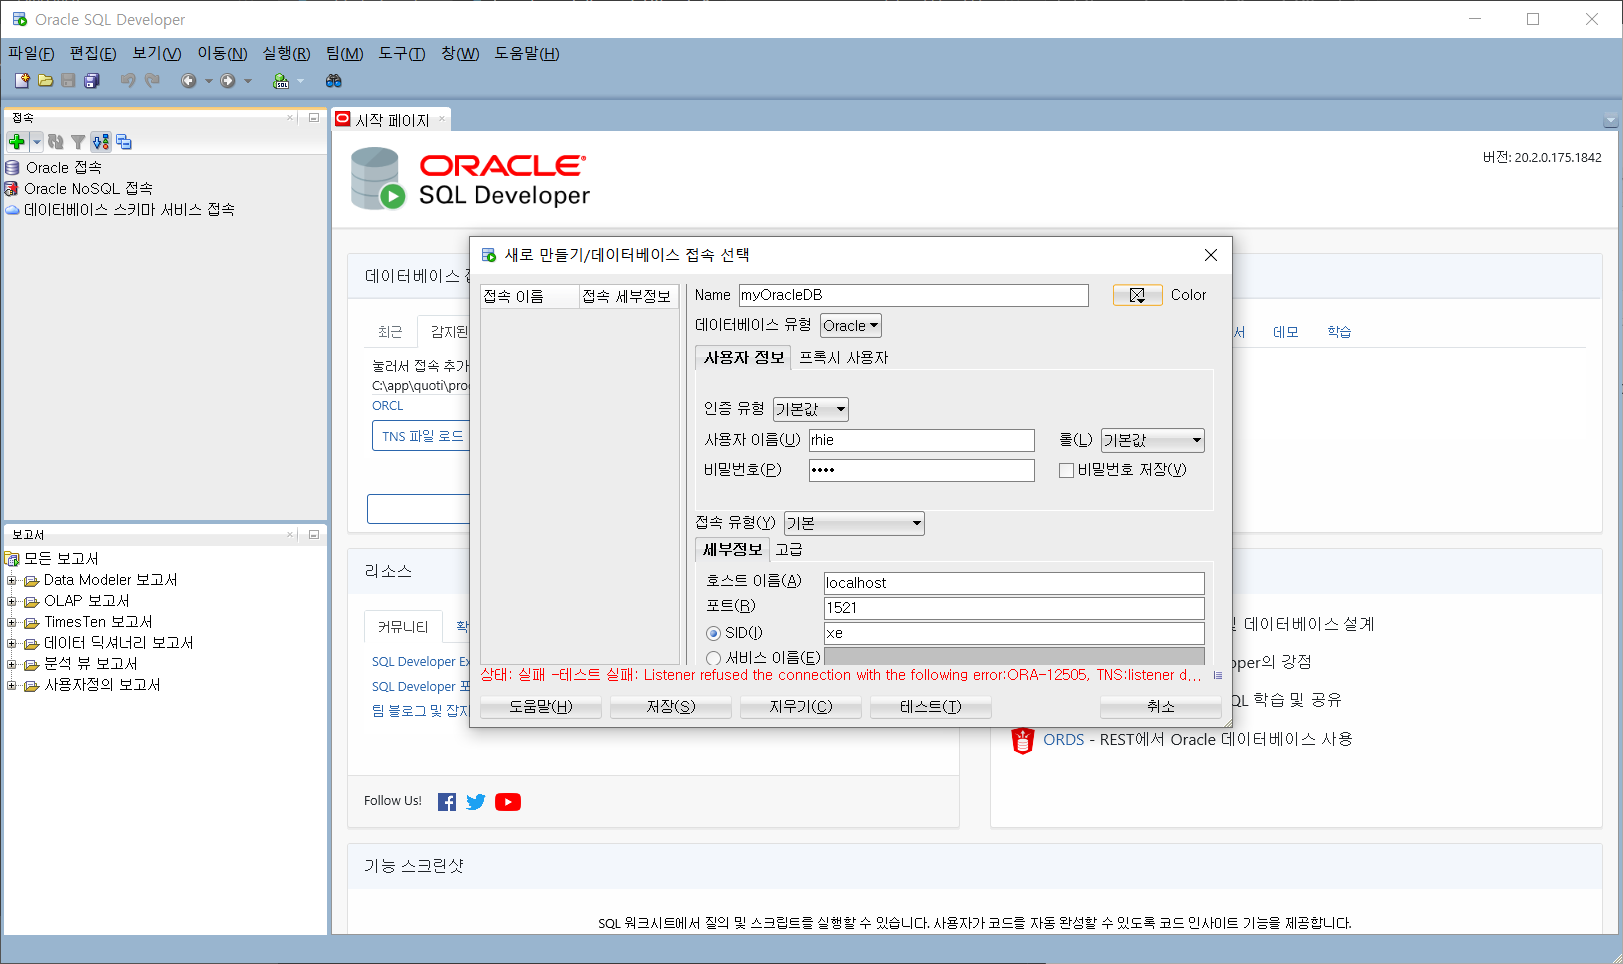 Oracle SQL Developer
파일(F) 편집(E) 보기(V) 이동(N) 실행(R) 팀(M) 도구(T) 창(W) 도움말(H)
접속
Oracle 접속
Oracle NoSQL 접속
데이터베이스 스키마 서비스 접속
보고서
모든 보고서
Data Modeler 보고서
OLAP 보고서
TimesTen 보고서
데이터 딕셔너리 보고서
분석 뷰 보고서
사용자정의 보고서
시작 페이지
ORACLE
SQL Developer
버전: 20.2.0.175.1842
데이터베이스
최근 감지된
눌러서 접속 추가
C:\app\quoti\pro
ORCL
TNS 파일 로드
데모 학습
새로 만들기/데이터베이스 접속 선택
접속 이름 접속 세부정보
Name myOracleDB Color
데이터베이스 유형 Oracle
사용자 정보 프록시 사용자
인증 유형 기본값
사용자 이름(U) rhie 롤(L) 기본값
비밀번호(P) •••• 비밀번호 저장(V)
접속 유형(Y) 기본
세부정보 고급
호스트 이름(A) localhost
포트(R) 1521
SID(I) xe
서비스 이름(E)
상태: 실패 -테스트 실패: Listener refused the connection with the following error:ORA-12505, TNS:listener d...
도움말(H) 저장(S) 지우기(C) 테스트(T) 취소
리소스
커뮤니티
SQL Developer Ex
SQL Developer 포
팀 블로그 및 잡지
Follow Us!
및 데이터베이스 설계
oper의 강점
QL 학습 및 공유
ORDS - REST에서 Oracle 데이터베이스 사용
기능 스크린샷
SQL 워크시트에서 질의 및 스크립트를 실행할 수 있습니다. 사용자가 코드를 자동 완성할 수 있도록 코드 인사이트 기능을 제공합니다.